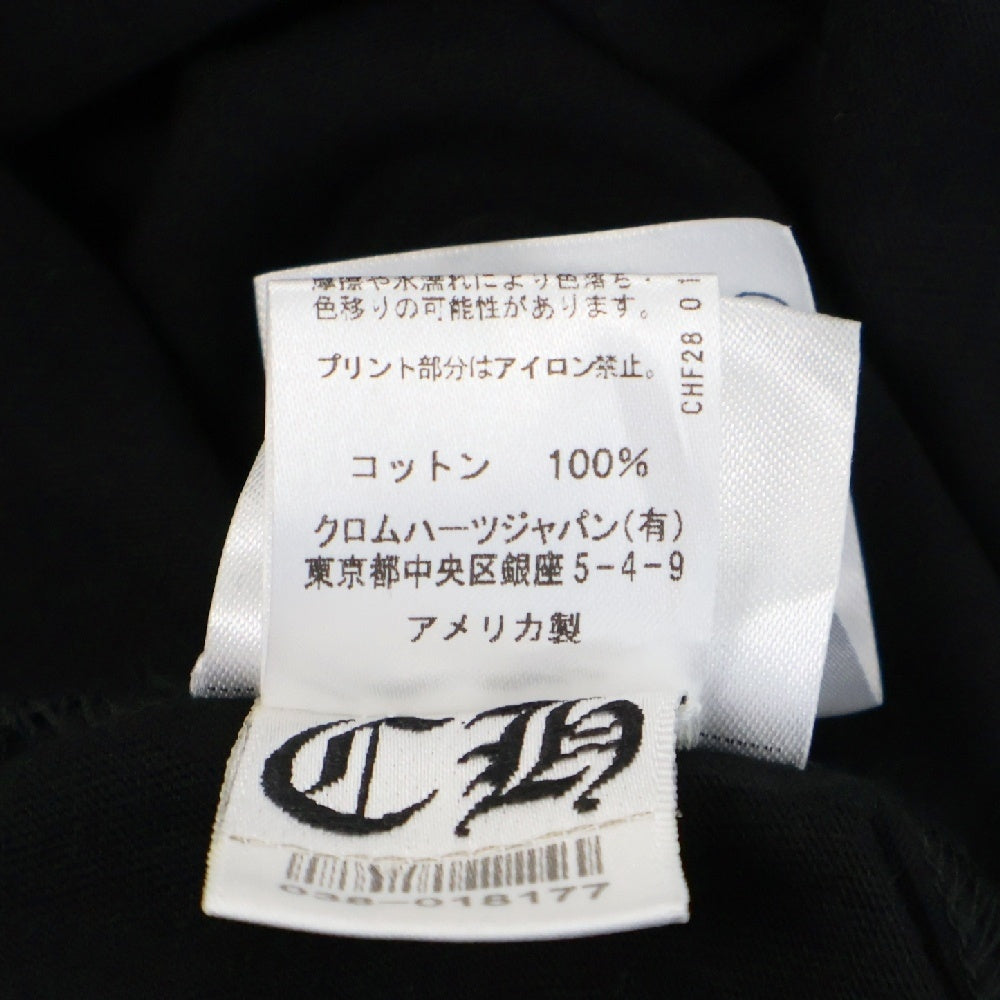 摩擦や水濡れにより色落ち・
色移りの可能性があります。
プリント部分はアイロン禁止。
CHF28 01
コットン 100%
クロムハーツジャパン(有)
東京都中央区銀座5-4-9
アメリカ製
CH
038-018177